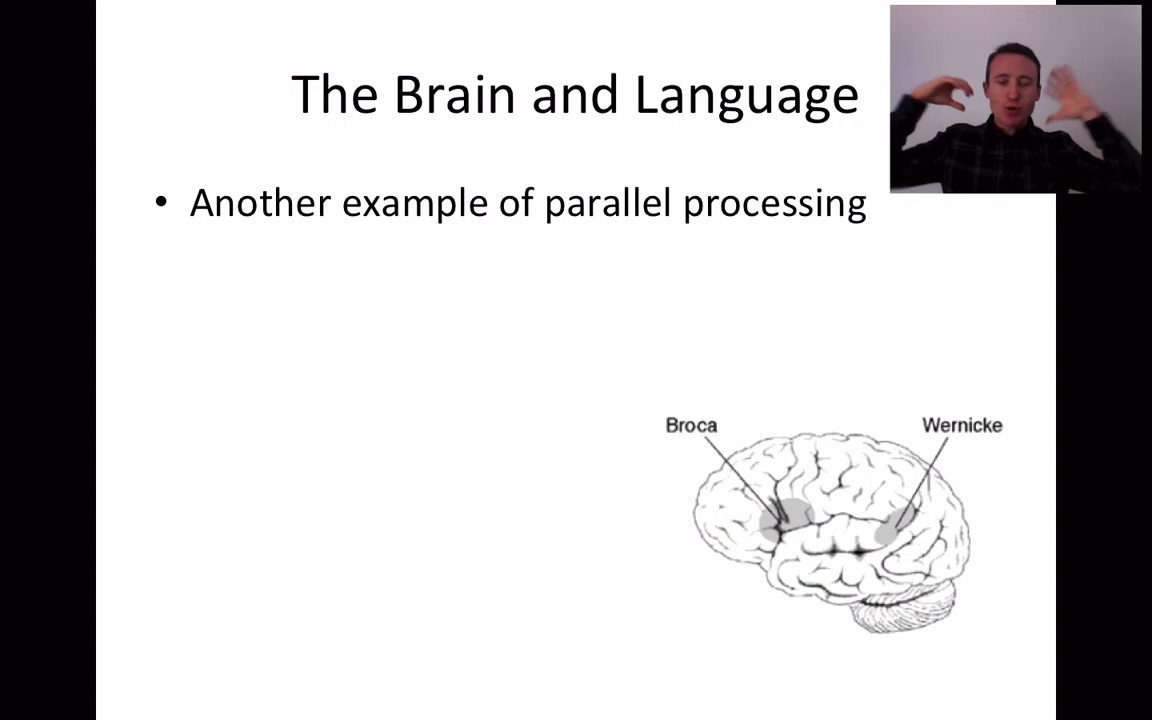 The Brain and Language
• Another example of parallel processing
Broca
Wernicke